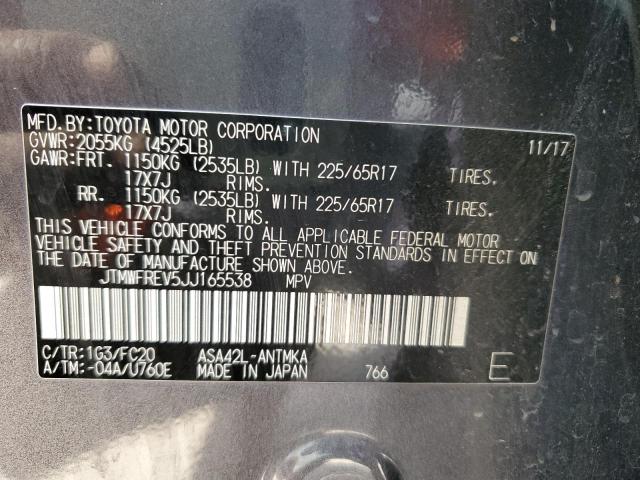 MFD.BY:TOYOTA MOTOR CORPORATION 11/17
GVWR:2055KG (4525LB)
GAWR:FRT. 1150KG (2535LB) WITH 225/65R17 TIRES.
17X7J RIMS.
RR. 1150KG (2535LB) WITH 225/65R17 TIRES.
17X7J RIMS.
THIS VEHICLE CONFORMS TO ALL APPLICABLE FEDERAL MOTOR
VEHICLE SAFETY AND THEFT PREVENTION STANDARDS IN EFFECT ON
THE DATE OF MANUFACTURE SHOWN ABOVE.
JTMWFREV5JJ165538 MPV
C/TR:1G3/FC20 ASA42L-ANTMKA
A/TM:-04A/U760E MADE IN JAPAN 766 E